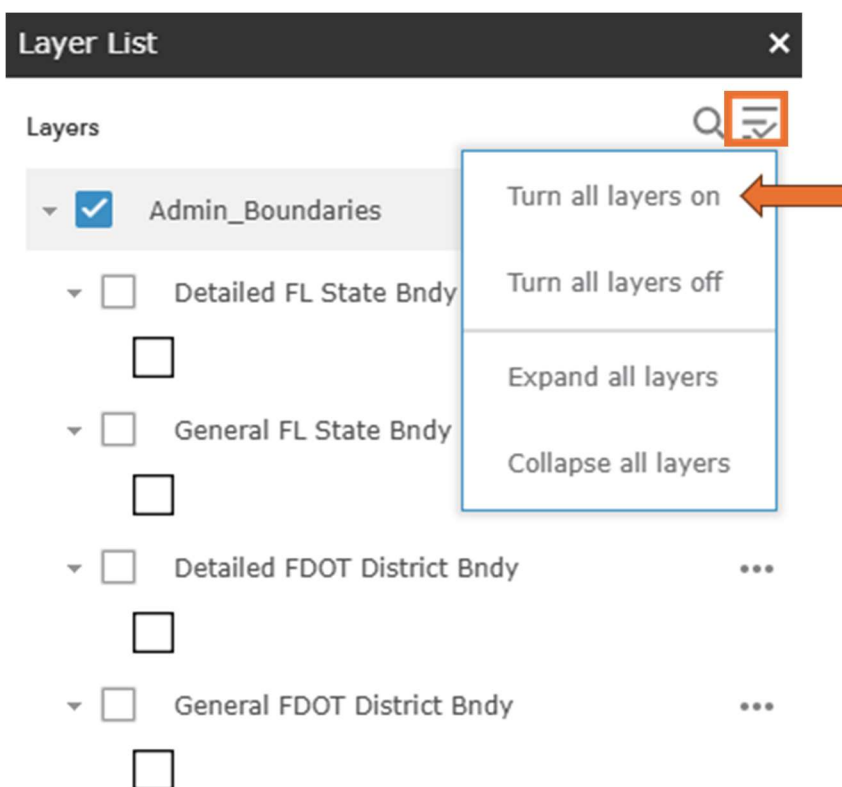 Layer List
Layers
Admin_Boundaries
Turn all layers on
Turn all layers off
Expand all layers
Collapse all layers
Detailed FL State Bndy
General FL State Bndy
Detailed FDOT District Bndy
General FDOT District Bndy